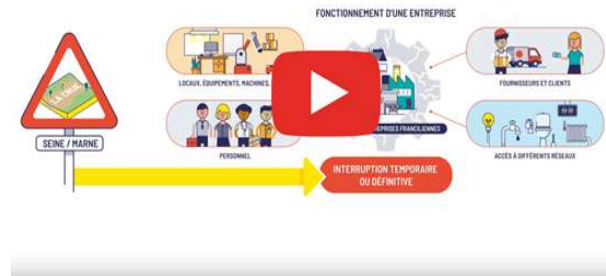 FONCTIONNEMENT D'UNE ENTREPRISE
LOCAUX, ÉQUIPEMENTS, MACHINES,
FOURNISSEURS ET CLIENTS
LA CRUE
SEINE / MARNE
EPRISES FRANCILIENNES
PERSONNEL
ACCÈS À DIFFÉRENTS RÉSEAUX
INTERRUPTION TEMPORAIRE
OU DÉFINITIVE